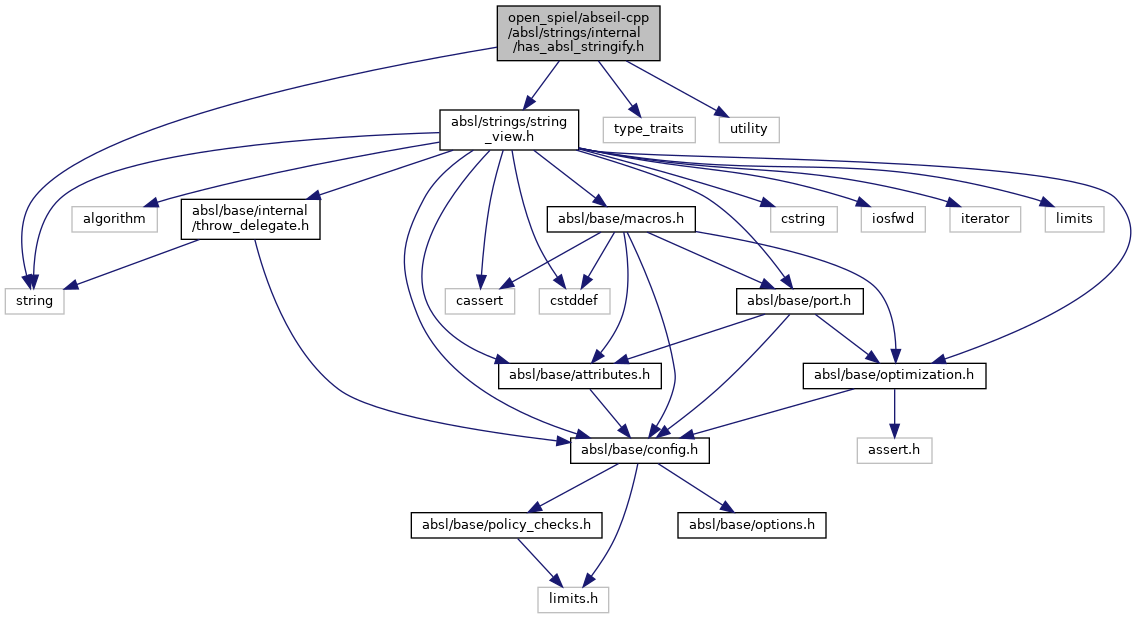 open_spiel/abseil-cpp
/absl/strings/internal
/has_absl_stringify.h
absl/strings/string
_view.h
type_traits
utility
algorithm
absl/base/internal
/throw_delegate.h
absl/base/macros.h
cstring
iosfwd
iterator
limits
string
cassert
cstddef
absl/base/port.h
absl/base/attributes.h
absl/base/optimization.h
absl/base/config.h
assert.h
absl/base/policy_checks.h
absl/base/options.h
limits.h